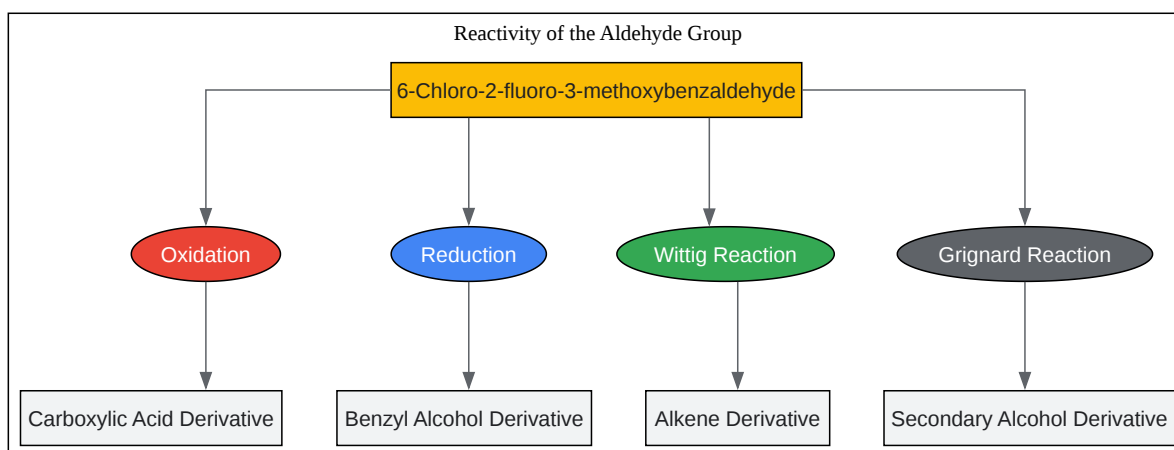 Reactivity of the Aldehyde Group
6-Chloro-2-fluoro-3-methoxybenzaldehyde
Oxidation
Reduction
Wittig Reaction
Grignard Reaction
Carboxylic Acid Derivative
Benzyl Alcohol Derivative
Alkene Derivative
Secondary Alcohol Derivative